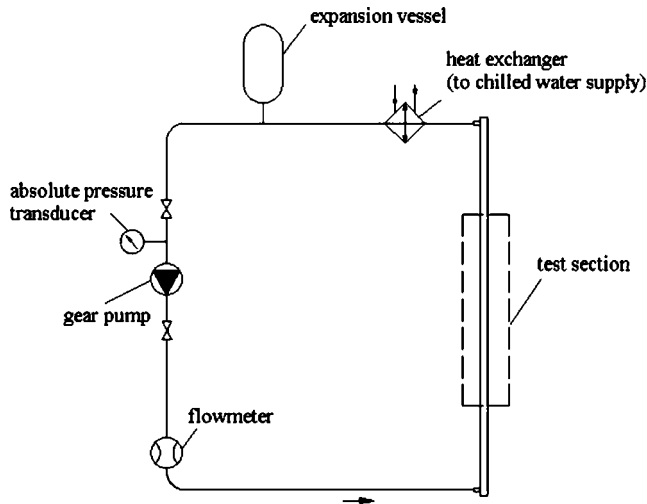 expansion vessel
heat exchanger
(to chilled water supply)
absolute pressure
transducer
test section
gear pump
flowmeter